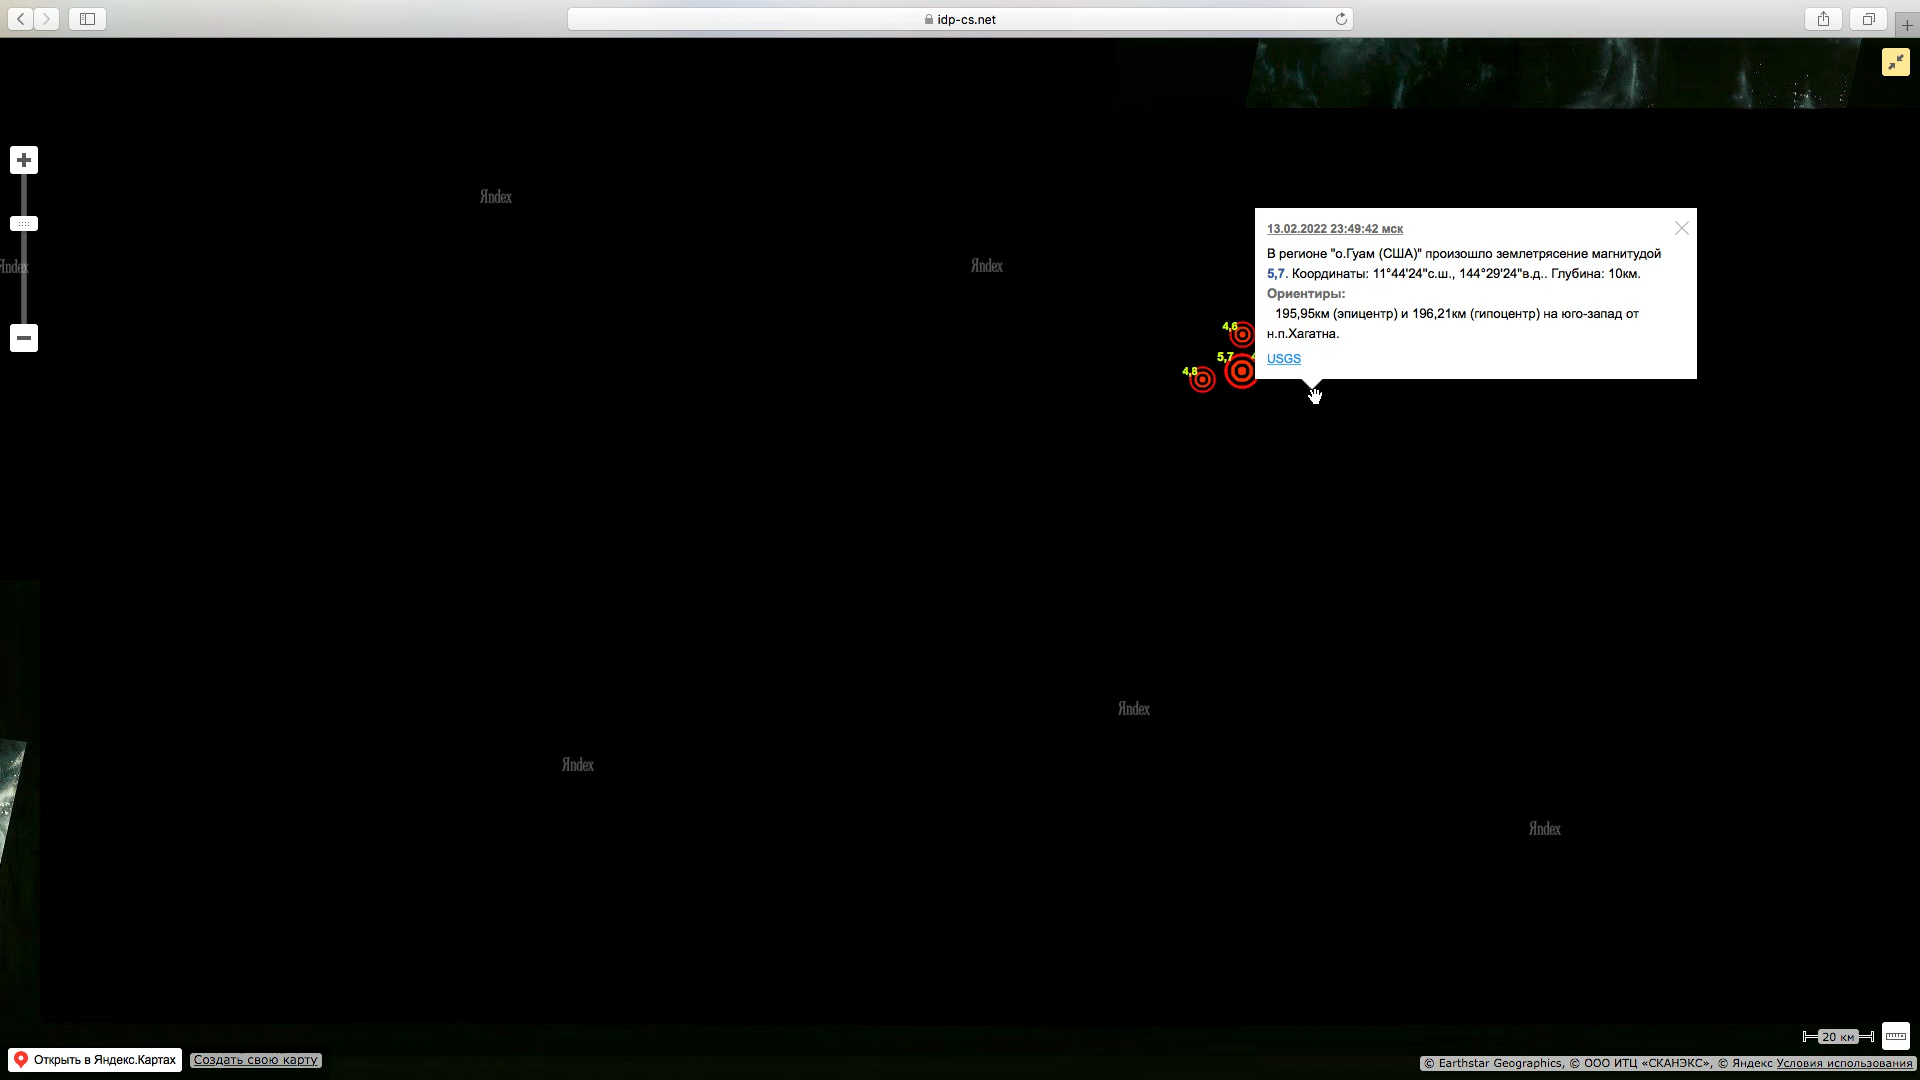 idp-cs.net
Яndex
13.02.2022 23:49:42 мск
В регионе "о.Гуам (США)" произошло землетрясение магнитудой
5,7. Координаты: 11°44'24"с.ш., 144°29'24"в.д.. Глубина: 10км.
Ориентиры:
195,95км (эпицентр) и 196,21км (гипоцентр) на юго-запад от
н.п.Хагатна.
USGS
Яndex
Яndex
4,6
5,7
4,8
Яndex
Яndex
Яndex
20 км
Открыть в Яндекс.Картах
Создать свою карту
© Earthstar Geographics, © ООО ИТЦ «СКАНЭКС», © Яндекс Условия использования